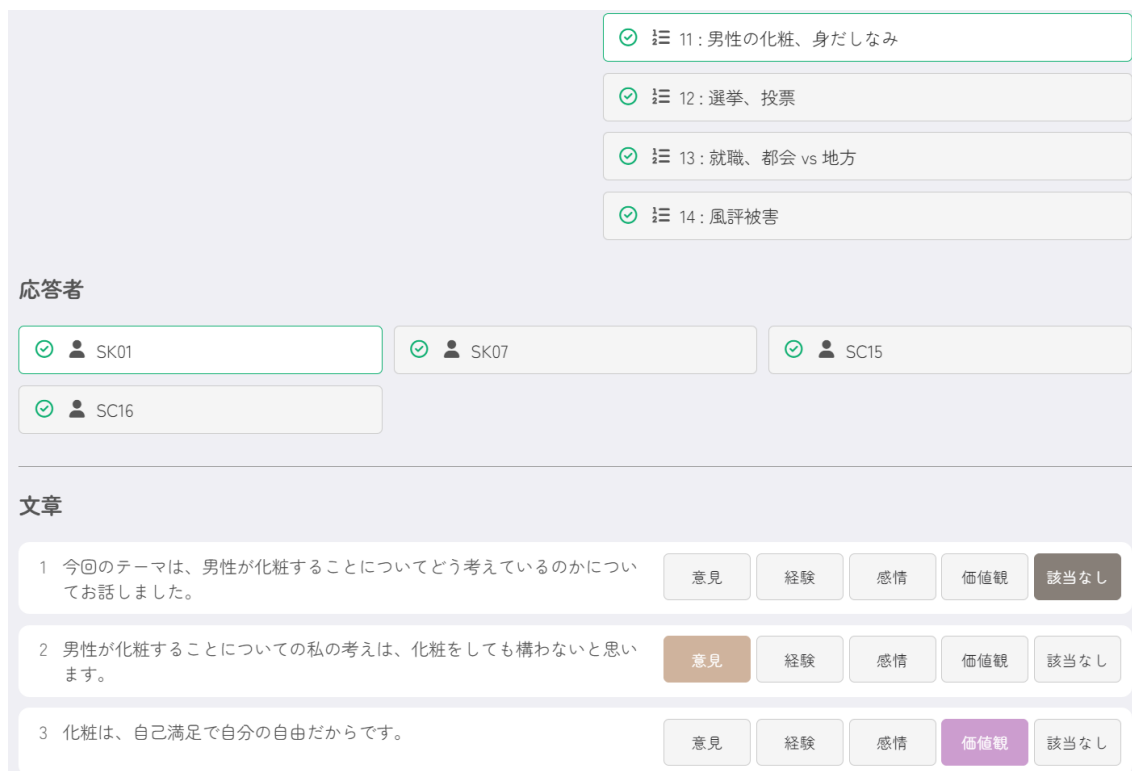 11 : 男性の化粧、身だしなみ
12 : 選挙、投票
13 : 就職、都会 vs 地方
14 : 風評被害
応答者
SK01
SK07
SC15
SC16
文章
1 今回のテーマは、男性が化粧することについてどう考えているのかについ
てお話しました。
意見 経験 感情 価値観 該当なし
2 男性が化粧することについての私の考えは、化粧をしても構わないと思い
ます。
意見 経験 感情 価値観 該当なし
3 化粧は、自己満足で自分の自由だからです。
意見 経験 感情 価値観 該当なし